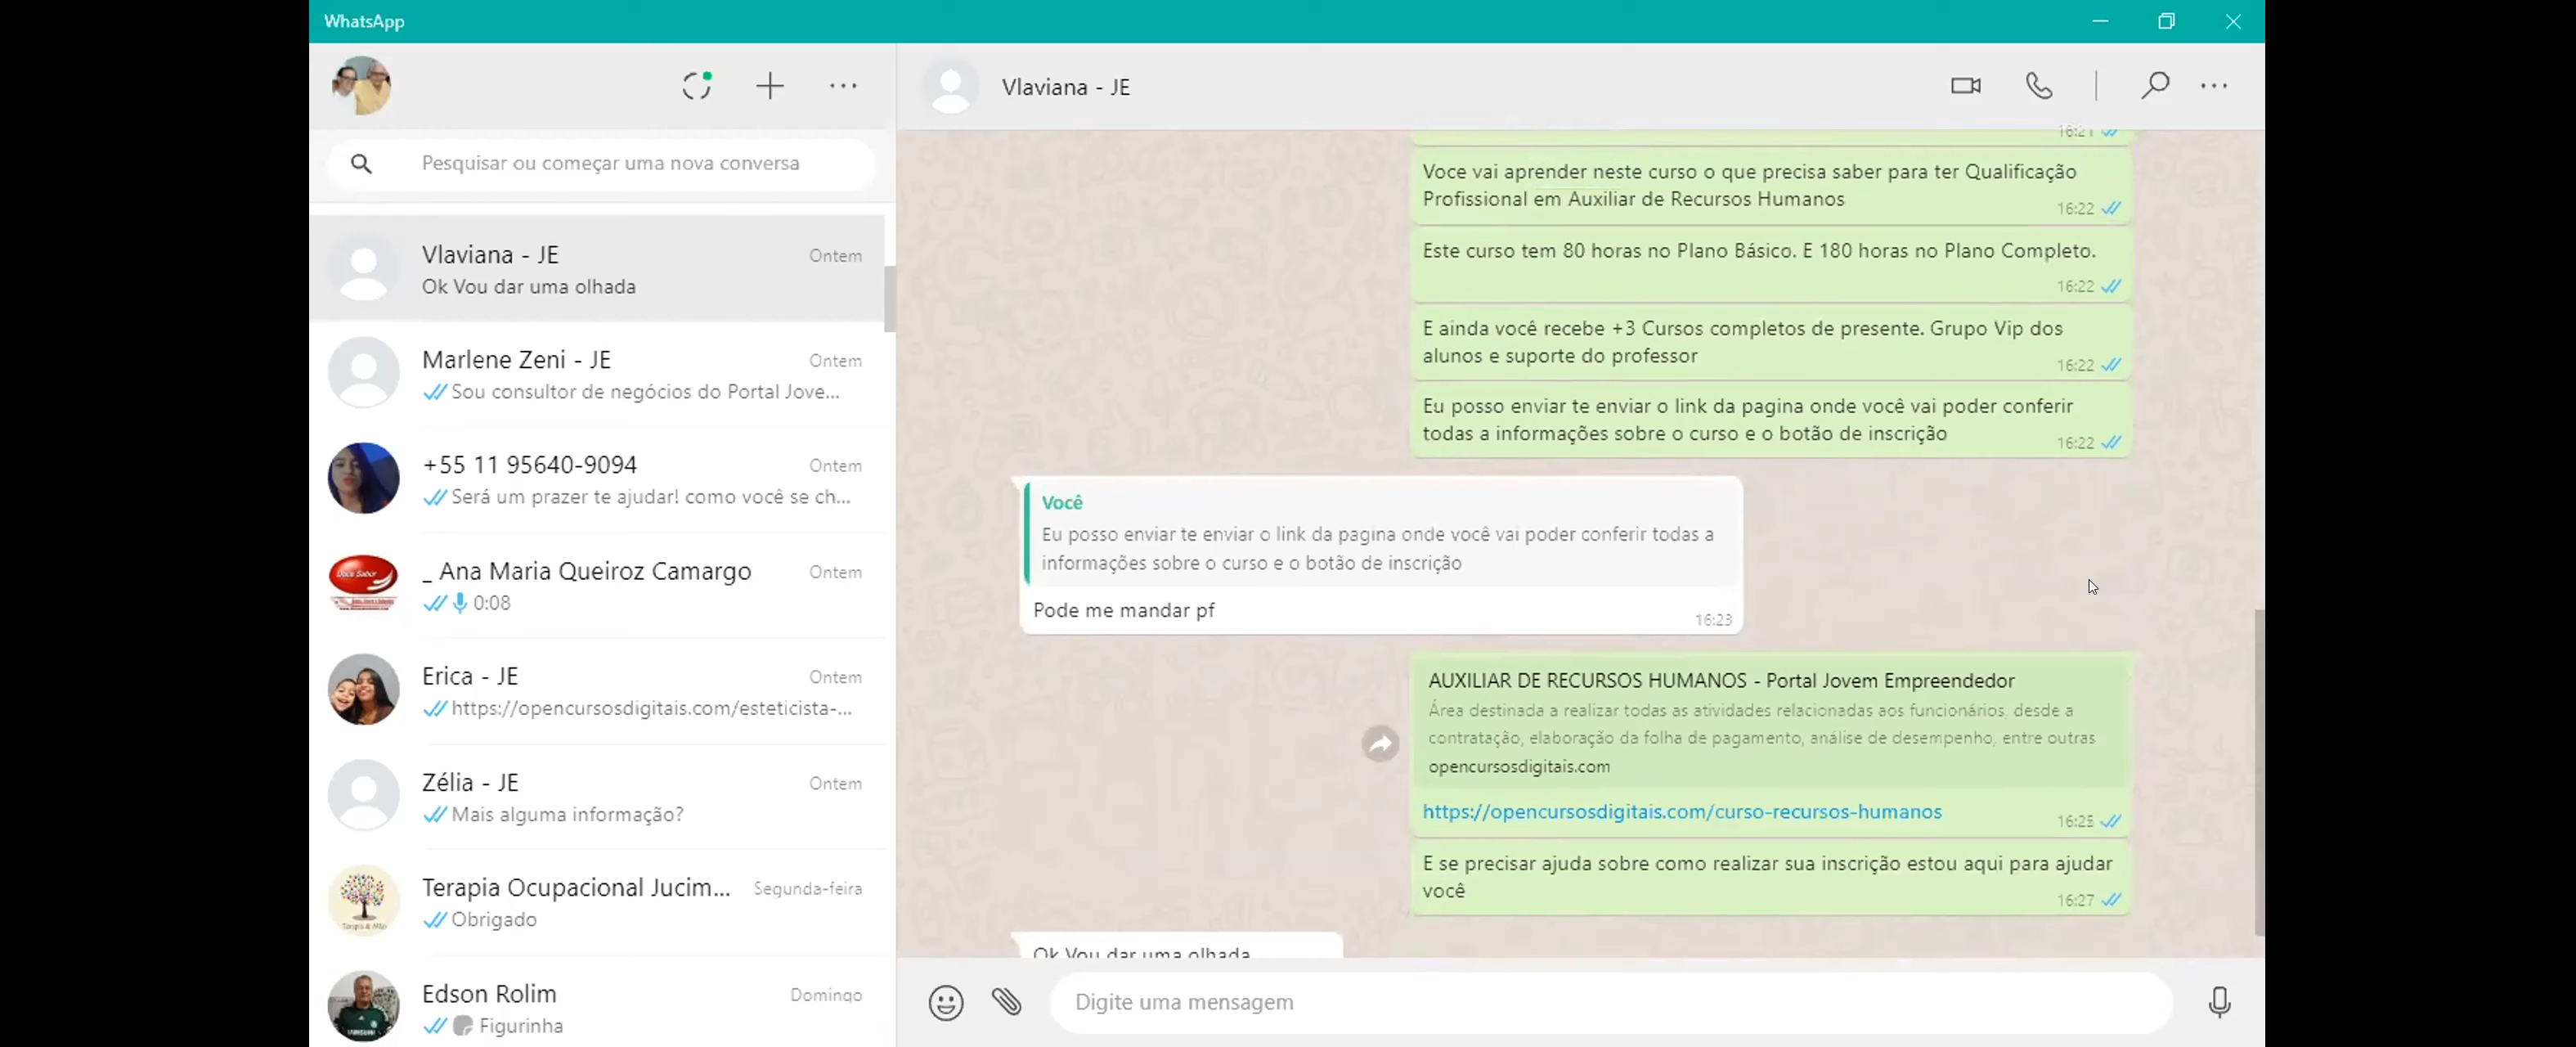 WhatsApp
Pesquisar ou começar uma nova conversa
Vlaviana - JE
Ontem
Ok Vou dar uma olhada
Marlene Zeni - JE
Ontem
Sou consultor de negócios do Portal Jove...
+55 11 95640-9094
Ontem
Será um prazer te ajudar! como você se ch...
_ Ana Maria Queiroz Camargo
Ontem
0:08
Erica - JE
Ontem
https://opencursosdigitais.com/esteticista-...
Zélia - JE
Ontem
Mais alguma informação?
Terapia Ocupacional Jucim...
Segunda-feira
Obrigado
Edson Rolim
Domingo
Figurinha
Vlaviana - JE
16:21
Voce vai aprender neste curso o que precisa saber para ter Qualificação
Profissional em Auxiliar de Recursos Humanos
16:22
Este curso tem 80 horas no Plano Básico. E 180 horas no Plano Completo.
16:22
E ainda você recebe +3 Cursos completos de presente. Grupo Vip dos
alunos e suporte do professor
16:22
Eu posso enviar te enviar o link da pagina onde você vai poder conferir
todas a informações sobre o curso e o botão de inscrição
16:22
Você
Eu posso enviar te enviar o link da pagina onde você vai poder conferir todas a
informações sobre o curso e o botão de inscrição
Pode me mandar pf
16:23
AUXILIAR DE RECURSOS HUMANOS - Portal Jovem Empreendedor
Área destinada a realizar todas as atividades relacionadas aos funcionários, desde a
contratação, elaboração da folha de pagamento, análise de desempenho, entre outras
opencursosdigitais.com
https://opencursosdigitais.com/curso-recursos-humanos
16:25
E se precisar ajuda sobre como realizar sua inscrição estou aqui para ajudar
você
16:27
Ok Vou dar uma olhada
Digite uma mensagem